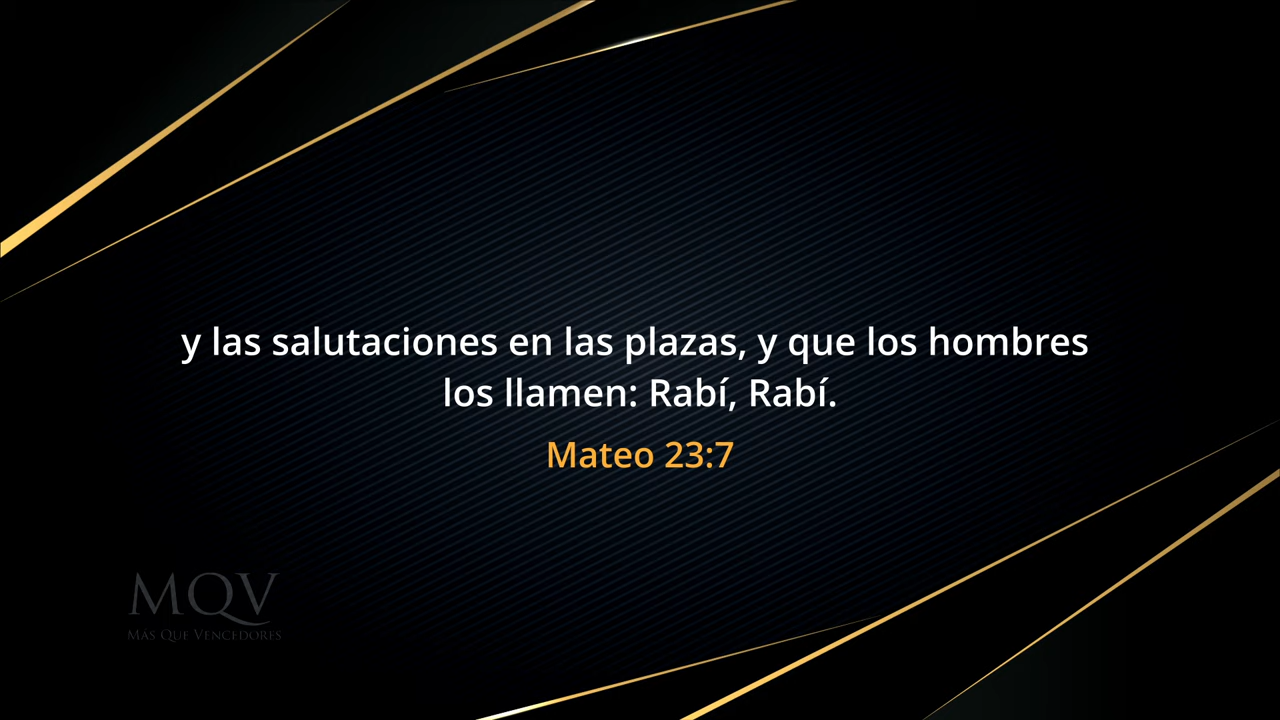 y las salutaciones en las plazas, y que los hombres
los llamen: Rabí, Rabí.
Mateo 23:7
MQV
MÁS QUE VENCEDORES